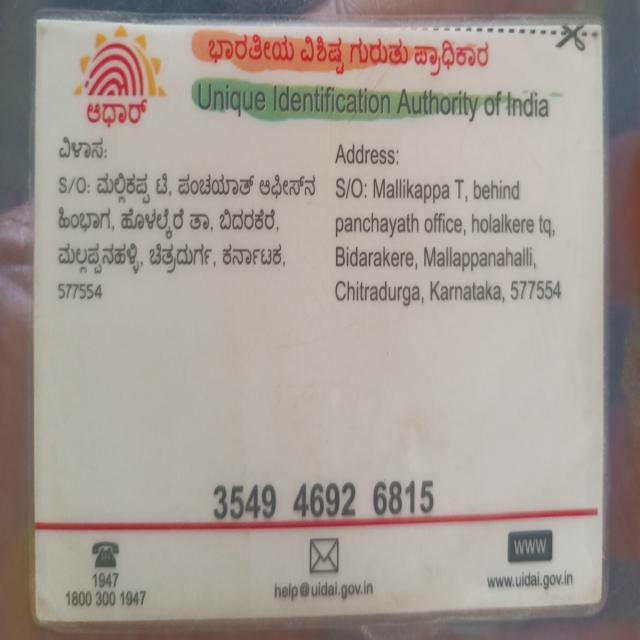 ಭಾರತೀಯ ವಿಶಿಷ್ಟ ಗುರುತು ಪ್ರಾಧಿಕಾರ
Unique Identification Authority of India
ಆಧಾರ್
ವಿಳಾಸ:
S/O: ಮಲ್ಲಿಕಪ್ಪ ಟಿ, ಪಂಚಯಾತ್ ಆಫೀಸ್‌ನ
ಹಿಂಭಾಗ, ಹೊಳಲ್ಕೆರೆ ತಾ, ಬಿದರಕೆರೆ,
ಮಲ್ಲಪ್ಪನಹಳ್ಳಿ, ಚಿತ್ರದುರ್ಗ, ಕರ್ನಾಟಕ,
577554
Address:
S/O: Mallikappa T, behind
panchayath office, holalkere tq,
Bidarakere, Mallappanahalli,
Chitradurga, Karnataka, 577554
3549 4692 6815
1947
1800 300 1947
help@uidai.gov.in
WWW
www.uidai.gov.in